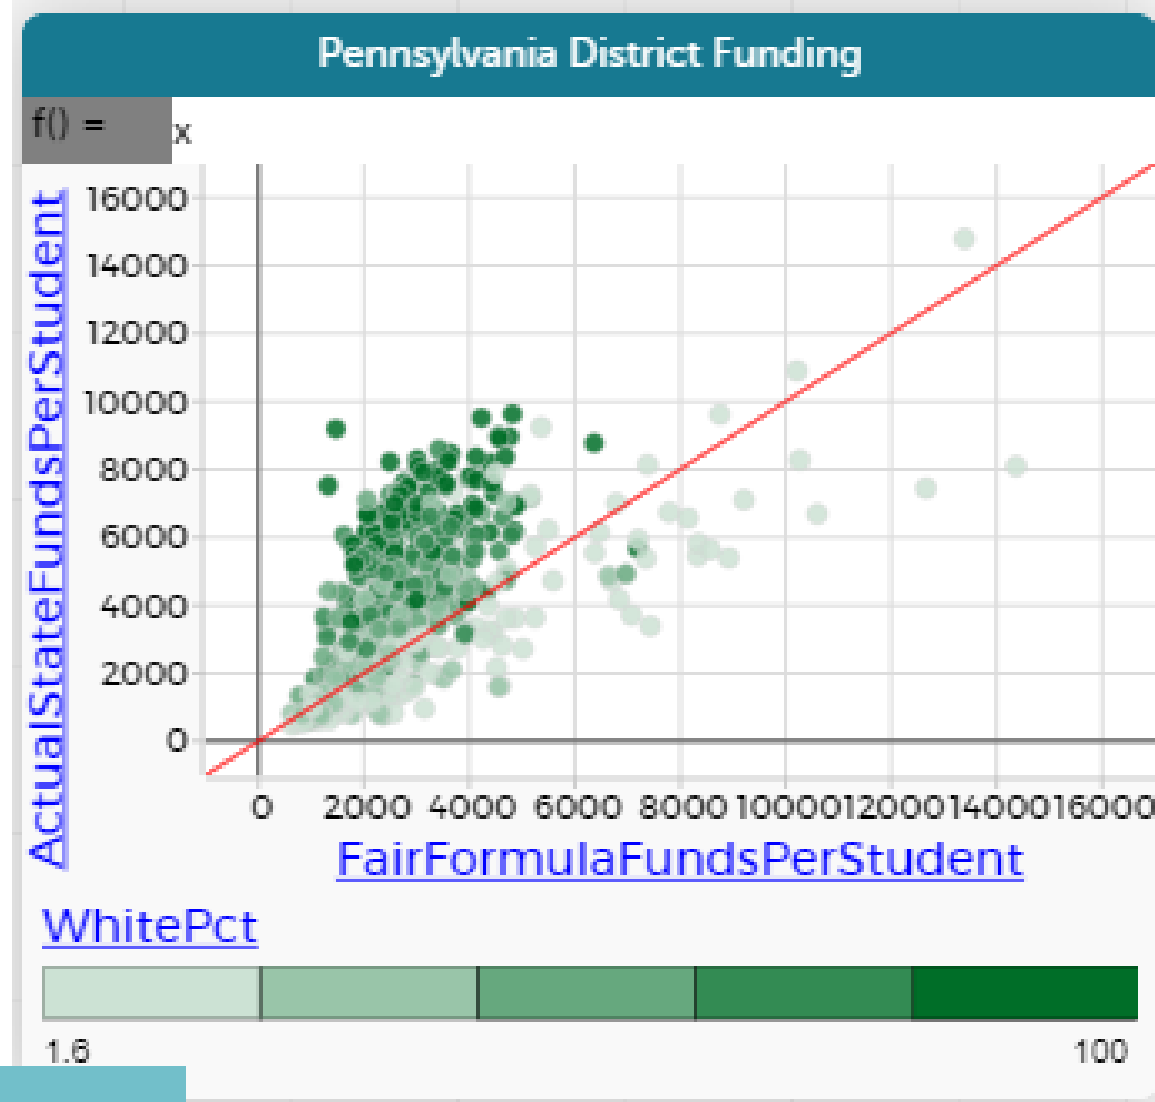 Pennsylvania District Funding
f() =
x
ActualStateFundsPerStudent
16000
14000
12000
10000
8000
6000
4000
2000
0
0 2000 4000 6000 8000 10000 12000 14000 16000
FairFormulaFundsPerStudent
WhitePct
1.6 100